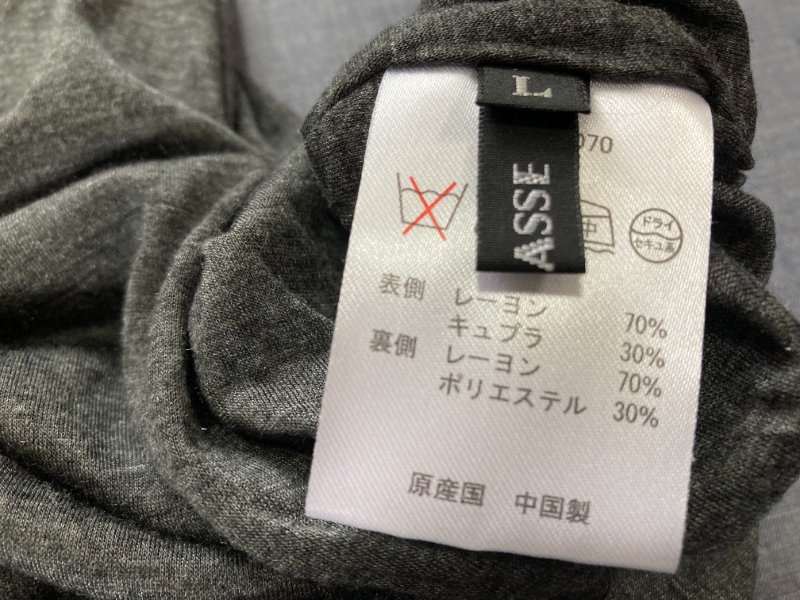 L
ASSE
070
中
ドライ
セキユ系
表側 レーヨン 70%
キュプラ 30%
裏側 レーヨン 70%
ポリエステル 30%
原産国 中国製